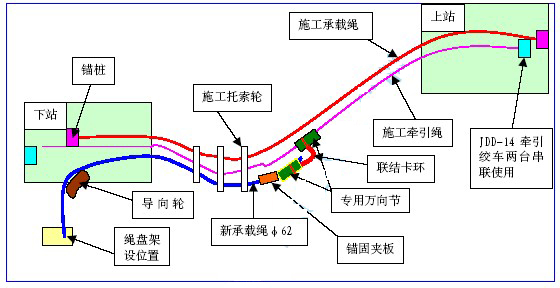 上站
施工承载绳
锚桩
下站
施工托索轮
施工牵引绳
JDD-14 牵引
绞车两台串
联使用
联结卡环
专用万向节
导向轮
新承载绳φ62
锚固夹板
绳盘架
设位置